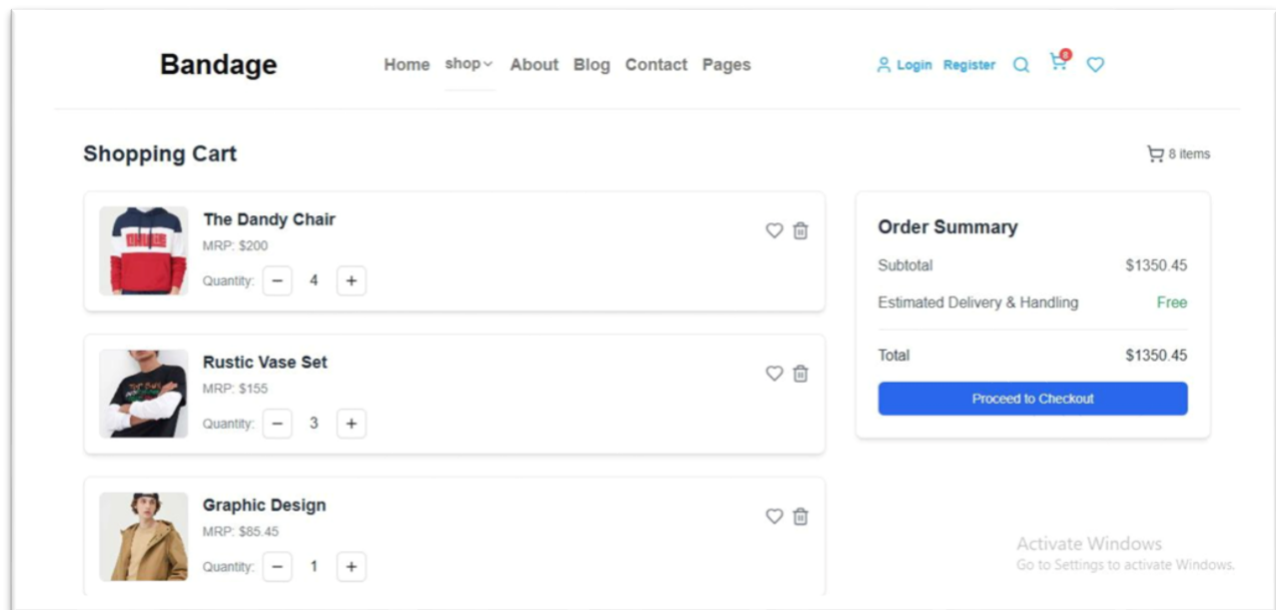 Bandage
Home shop About Blog Contact Pages
Login Register
8
Shopping Cart
8 items
The Dandy Chair
MRP: $200
Quantity: − 4 +
Rustic Vase Set
MRP: $155
Quantity: − 3 +
Graphic Design
MRP: $85.45
Quantity: − 1 +
Order Summary
Subtotal $1350.45
Estimated Delivery & Handling Free
Total $1350.45
Proceed to Checkout
Activate Windows
Go to Settings to activate Windows.